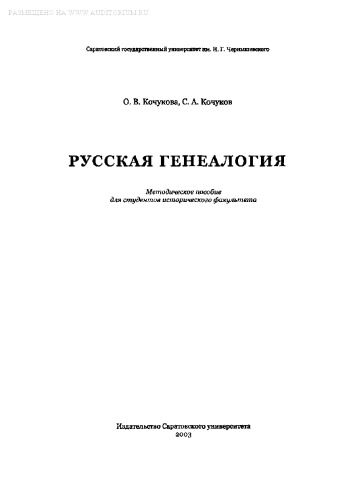 РАЗМЕЩЕНО НА WWW.AUDITORIUM.RU
Саратовский государственный университет им. Н. Г. Чернышевского
О. В. Кочукова, С. А. Кочуков
РУССКАЯ ГЕНЕАЛОГИЯ
Методическое пособие
для студентов исторического факультета
Издательство Саратовского университета
2003